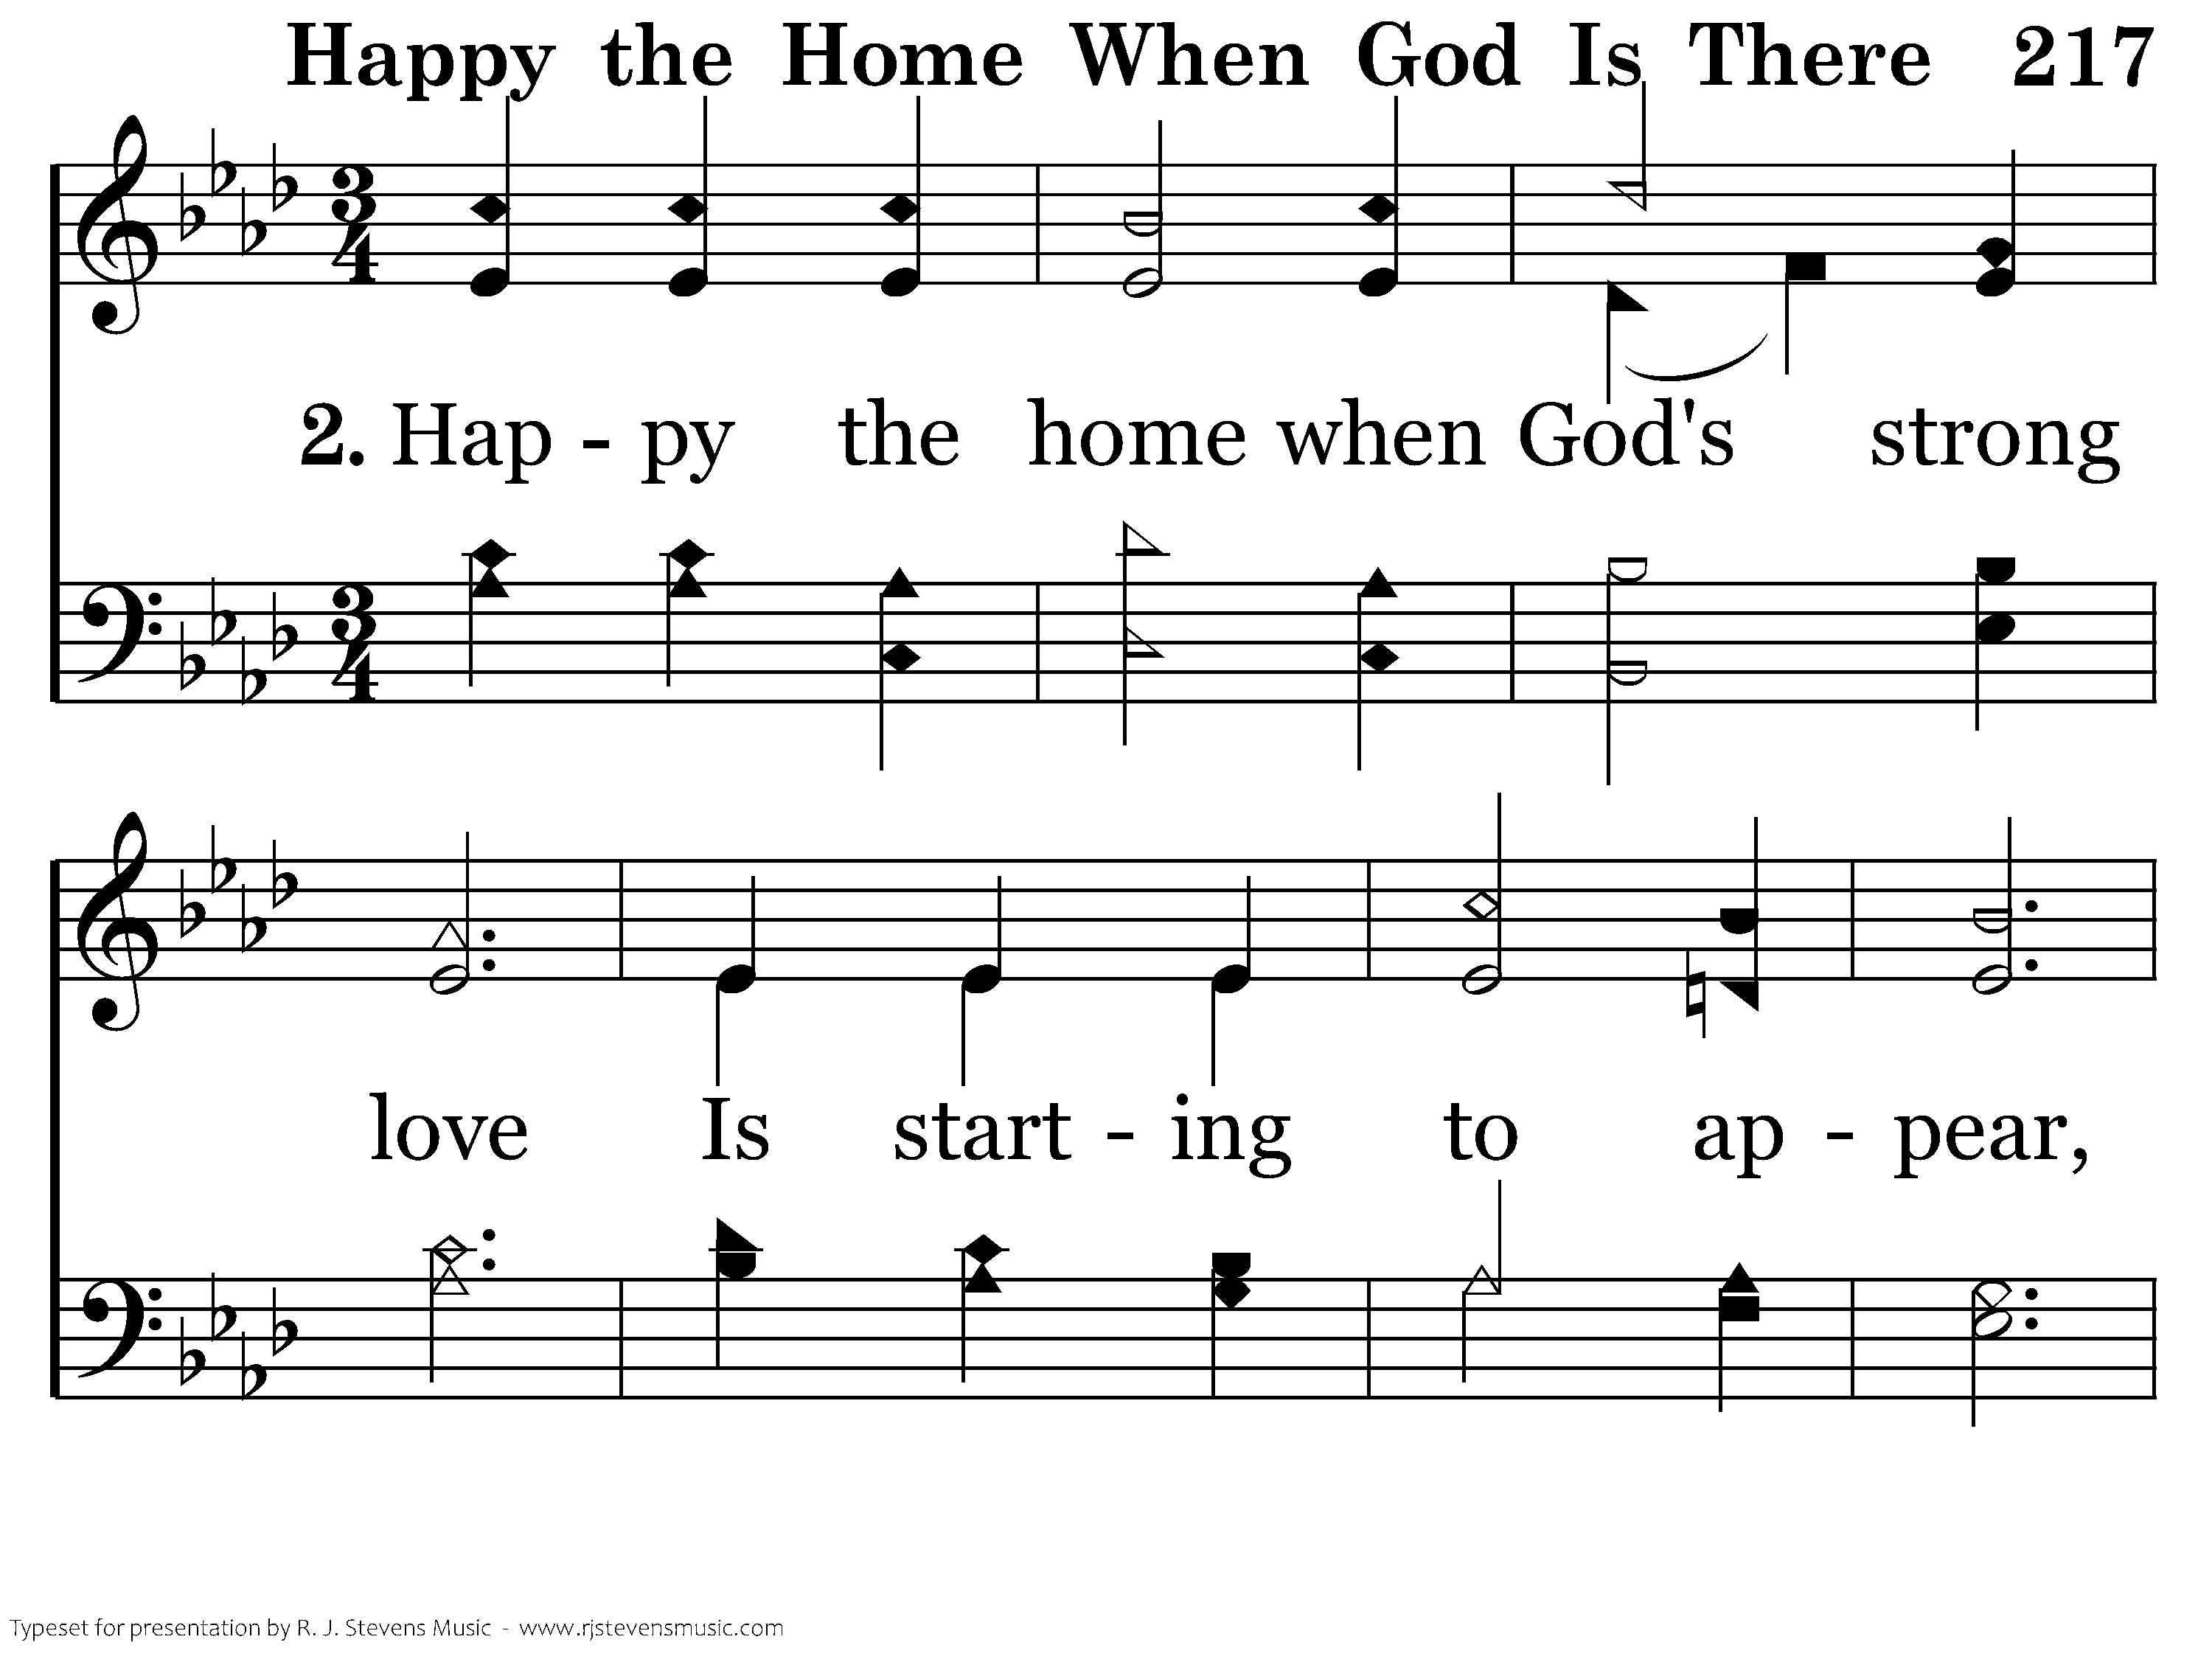 Happy the Home When God Is There 217
2. Hap - py the home when God's strong
love Is start - ing to ap - pear,
Typeset for presentation by R. J. Stevens Music - www.rjstevensmusic.com